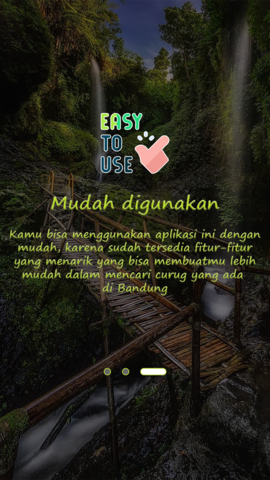 EASY
TO
USE
Mudah digunakan
Kamu bisa menggunakan aplikasi ini dengan
mudah, karena sudah tersedia fitur-fitur
yang menarik yang bisa membuatmu lebih
mudah dalam mencari curug yang ada
di Bandung